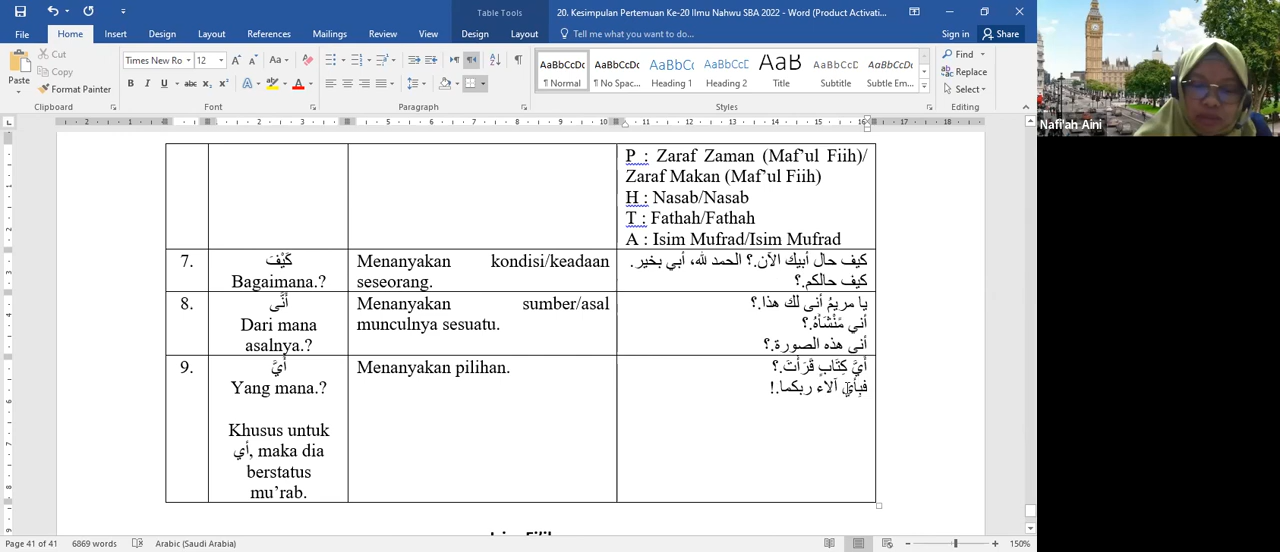 Table Tools
20. Kesimpulan Pertemuan Ke-20 Ilmu Nahwu SBA 2022 - Word (Product Activati...
File Home Insert Draw Design Layout References Mailings Review View Design Layout Tell me what you want to do... Sign in Share
Paste
Cut
Copy
Format Painter
Clipboard
Times New Ro 12
Font
Paragraph
AaBbCcDc AaBbCcDc AaBbCc AaBbCcD AaB AaBbCcD AaBbCcDc
¶ Normal ¶ No Spac... Heading 1 Heading 2 Title Subtitle Subtle Em...
Styles
Find
Replace
Select
Editing
Nafi'ah Aini
P : Zaraf Zaman (Maf'ul Fiih)/
Zaraf Makan (Maf'ul Fiih)
H : Nasab/Nasab
T : Fathah/Fathah
A : Isim Mufrad/Isim Mufrad
7.
كَيْفَ
Bagaimana.?
Menanyakan kondisi/keadaan
seseorang.
كيف حال أبيك الآن.؟ الحمد لله، أبي بخير.
كيف حالكم.؟
8.
أَنَّى
Dari mana
asalnya.?
Menanyakan sumber/asal
munculnya sesuatu.
يا مريمُ أنى لك هذا.؟
أني مَنْشَأهُ.؟
أنى هذه الصورة.؟
9.
أَيَّ
Yang mana.?
Khusus untuk
أي, maka dia
berstatus
mu'rab.
Menanyakan pilihan.
أَيَّ كِتَابٍ قَرَأتَ.؟
فبِأيِّ آلاء ربكما.!
Page 41 of 41 6869 words Arabic (Saudi Arabia) 150%